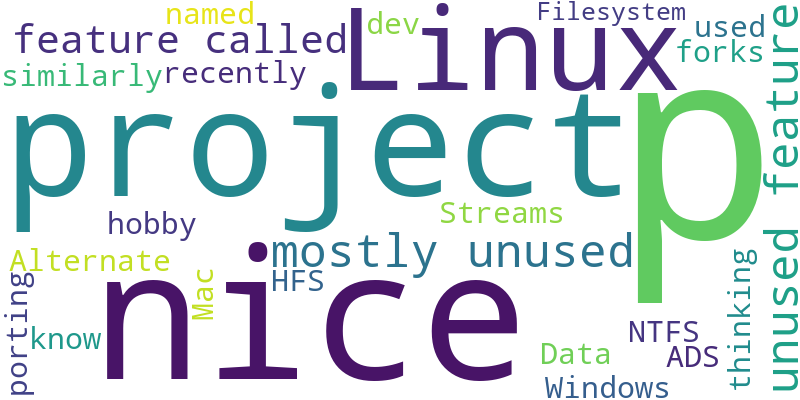 named
Filesystem
dev
used
feature called
Linux
forks
similarly
recently
unused feature
project
p
Streams
hobby
mostly unused
Alternate
nice
HFS
Mac
porting
thinking
know
NTFS
Data
ADS
Windows